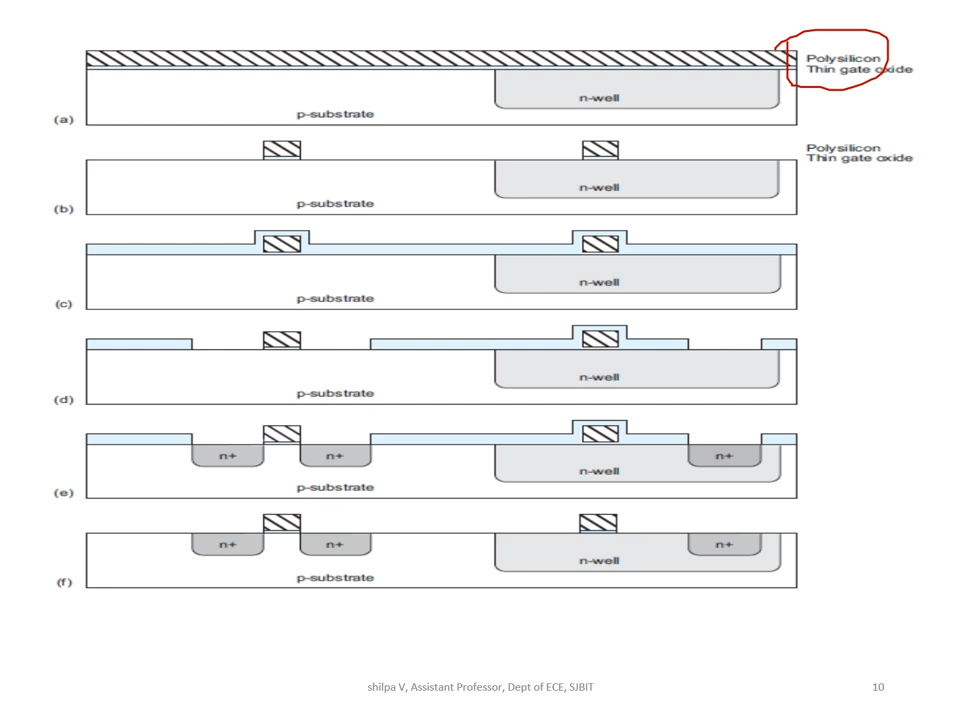 Polysilicon
Thin gate oxide
n-well
p-substrate
(a)
Polysilicon
Thin gate oxide
n-well
p-substrate
(b)
n-well
p-substrate
(c)
n-well
p-substrate
(d)
n+ n+ n+
n-well
p-substrate
(e)
n+ n+ n+
n-well
p-substrate
(f)
shilpa V, Assistant Professor, Dept of ECE, SJBIT 10